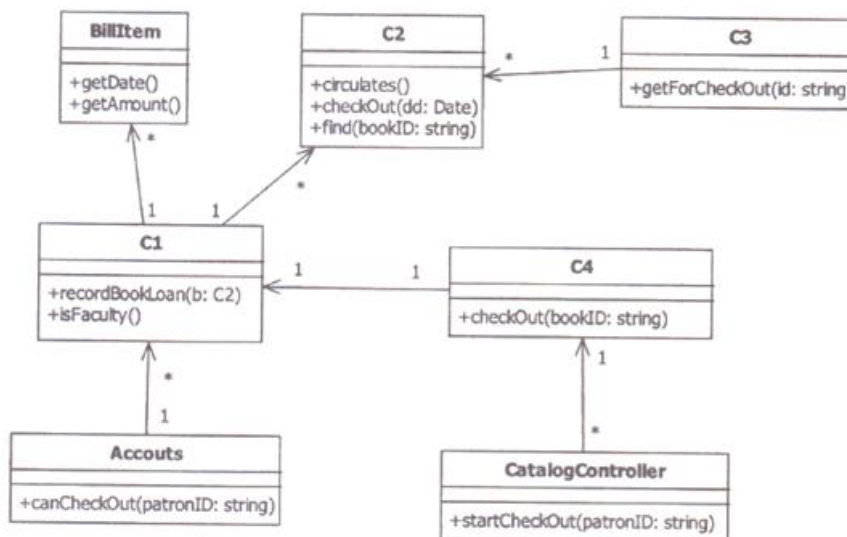 BillItem
+getDate()
+getAmount()
C2
+circulates()
+checkOut(dd: Date)
+find(bookID: string)
C3
+getForCheckOut(id: string
*
1
*
*
1
1
C1
+recordBookLoan(b: C2)
+isFaculty()
1
1
C4
+checkOut(bookID: string)
*
1
1
*
Accouts
+canCheckOut(patronID: string)
CatalogController
+startCheckOut(patronID: string)